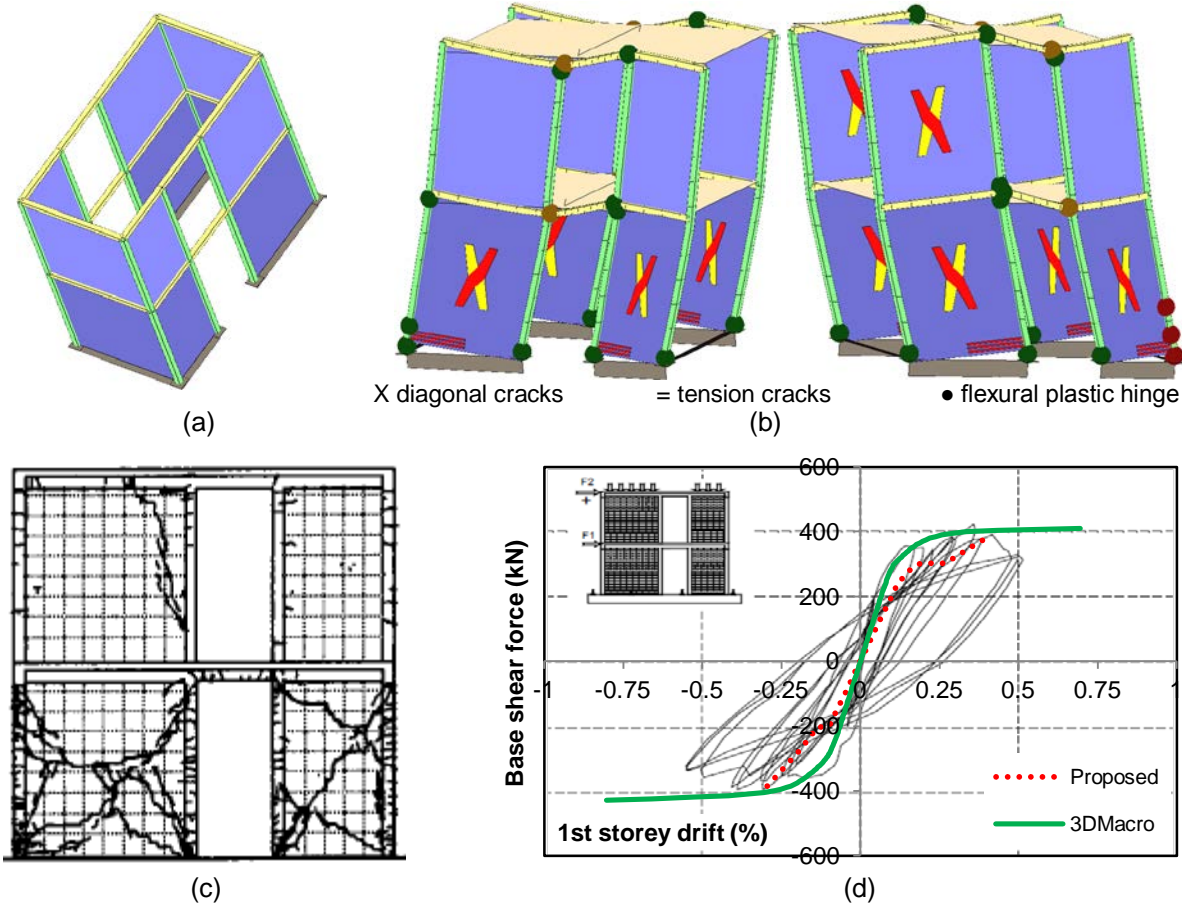 X diagonal cracks = tension cracks ● flexural plastic hinge
(a) (b)
600
400
200
0
-200
-400
-600
-1 -0.75 -0.5 -0.25 0 0.25 0.5 0.75 1
Base shear force (kN)
F2
+
F1
Proposed
3DMacro
1st storey drift (%)
(c) (d)